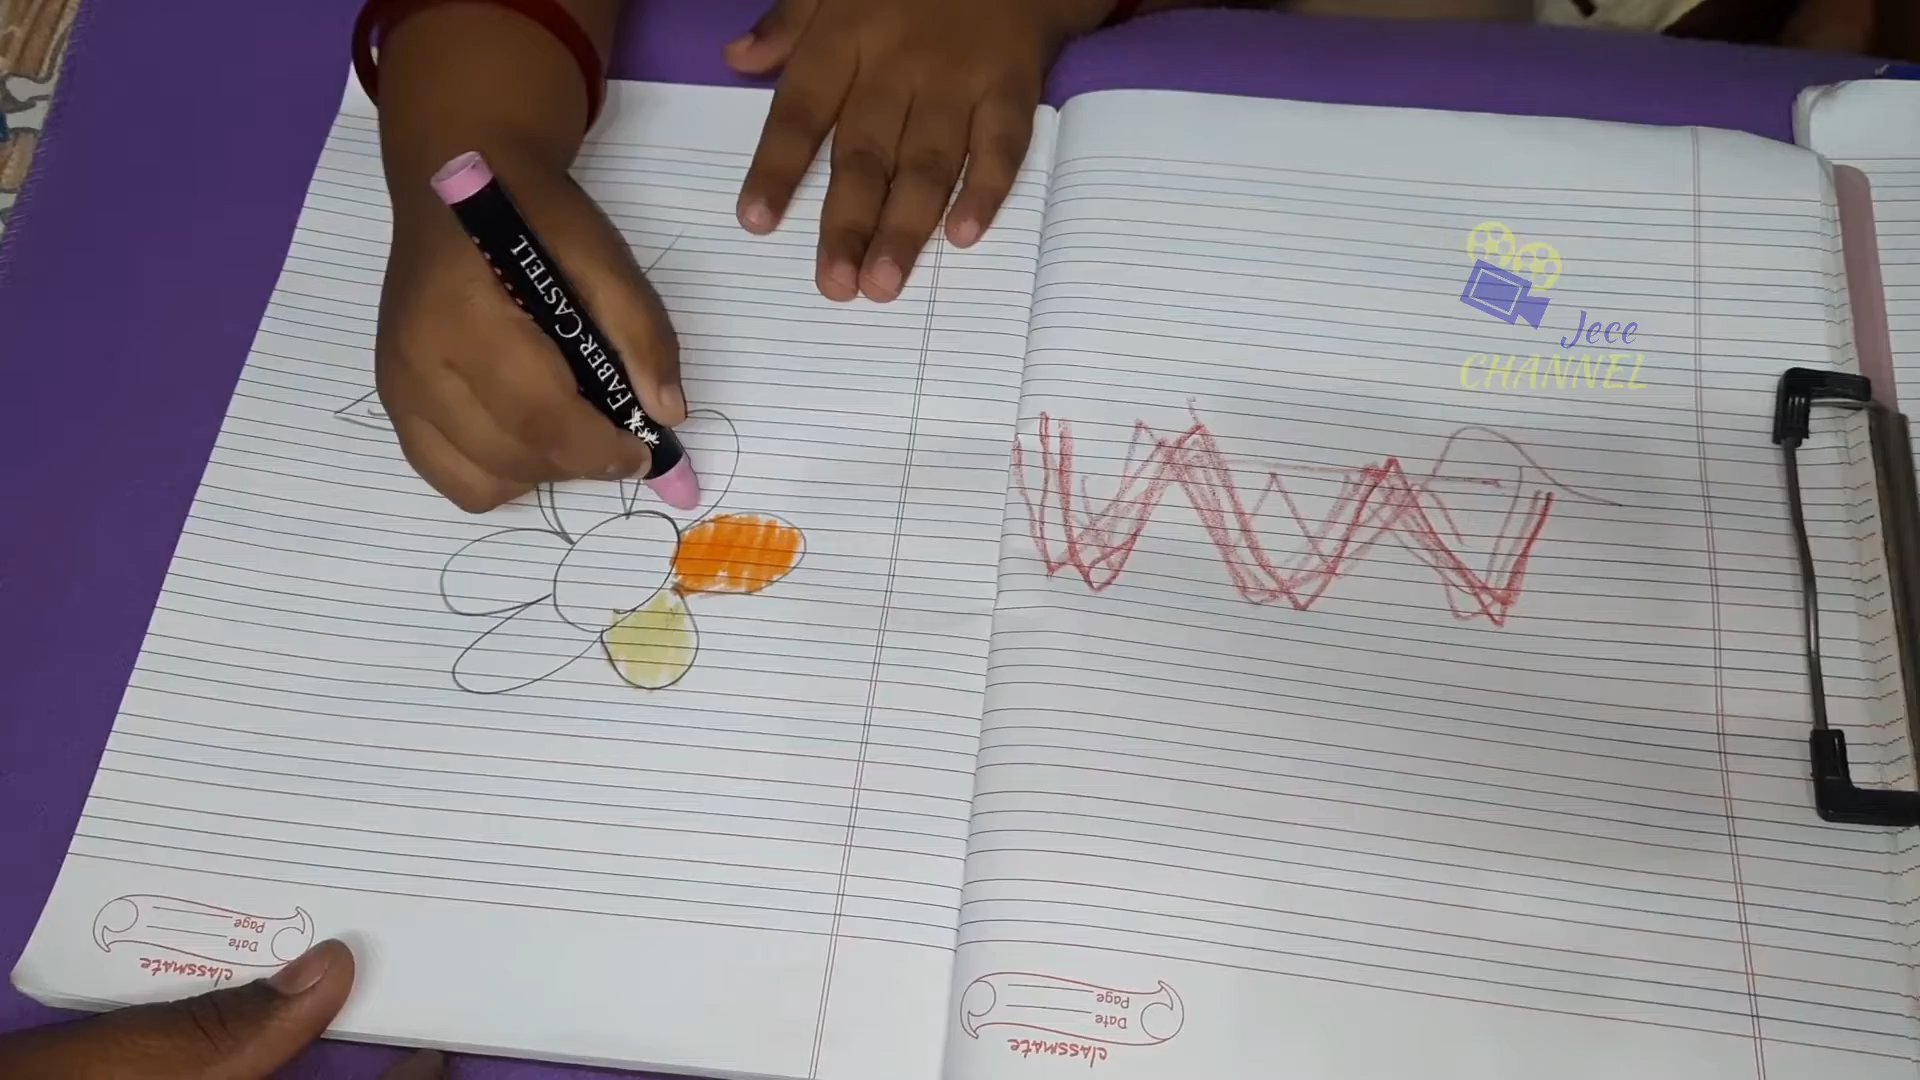 FABER-CASTELL
Jece
CHANNEL
Page
Date
classmate
Page
Date
classmate